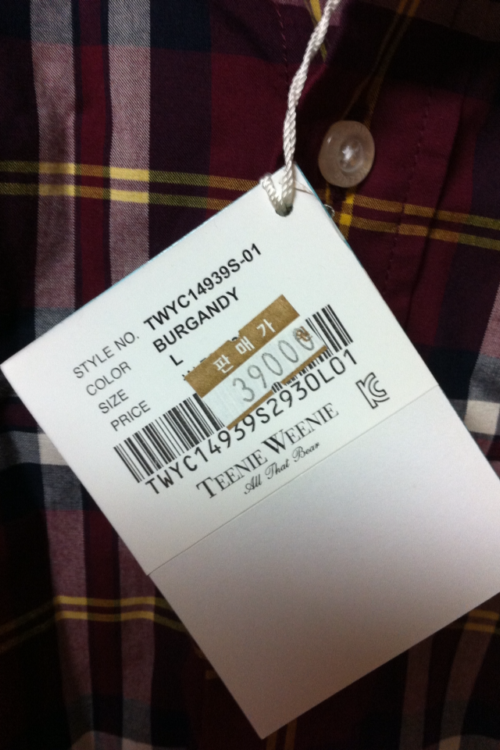 STYLE NO. TWYC14939S-01
COLOR BURGANDY
SIZE L
PRICE
판매가
39000
TWYC14939S2930L01
TEENIE WEENIE
All That Bear